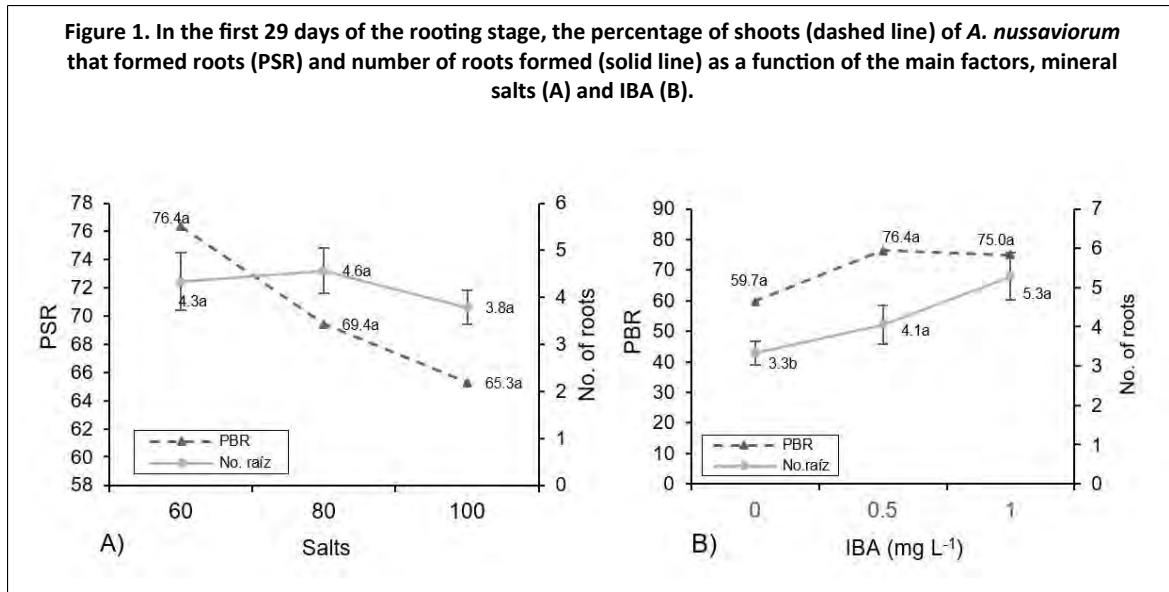 Figure 1. In the first 29 days of the rooting stage, the percentage of shoots (dashed line) of A. nussaviorum
that formed roots (PSR) and number of roots formed (solid line) as a function of the main factors, mineral
salts (A) and IBA (B).
78
76
74
72
70
68
66
64
62
60
58
PSR
76.4a
69.4a
65.3a
4.3a
4.6a
3.8a
6
5
4
3
2
1
0
No. of roots
PBR
No. raíz
60 80 100
A) Salts
90
80
70
60
50
40
30
20
10
0
PBR
59.7a
76.4a
75.0a
3.3b
4.1a
5.3a
7
6
5
4
3
2
1
0
No. of roots
PBR
No.raíz
0 0.5 1
B) IBA (mg L-1)